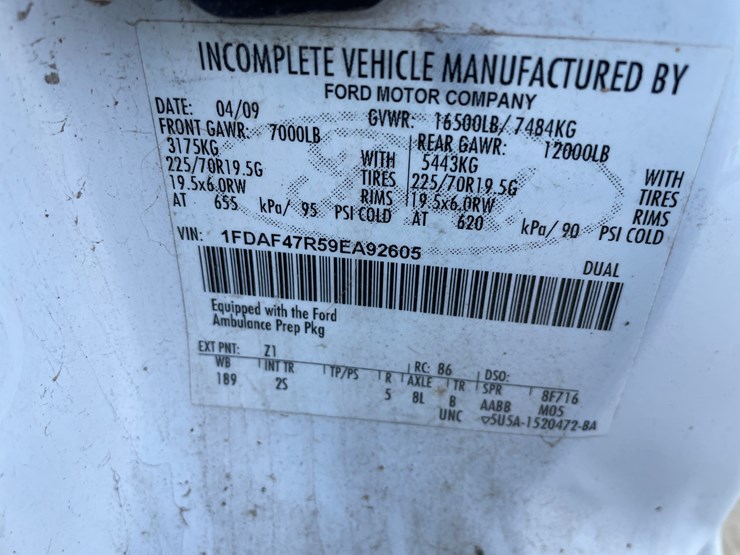 INCOMPLETE VEHICLE MANUFACTURED BY
FORD MOTOR COMPANY
DATE: 04/09 GVWR: 16500LB/ 7484KG
FRONT GAWR: 7000LB REAR GAWR: 12000LB
3175KG WITH 5443KG WITH
225/70R19.5G TIRES 225/70R19.5G TIRES
19.5x6.0RW RIMS 19.5x6.0RW RIMS
AT 655 kPa/ 95 PSI COLD AT 620 kPa/ 90 PSI COLD
VIN: 1FDAF47R59EA92605 DUAL
Equipped with the Ford
Ambulance Prep Pkg
EXT PNT: Z1 RC: 86 DSO: 8F716
WB INT TR TP/PS R AXLE TR SPR
189 2S 5 8L B AABB M05
UNC ▽5U5A-1520472-BA